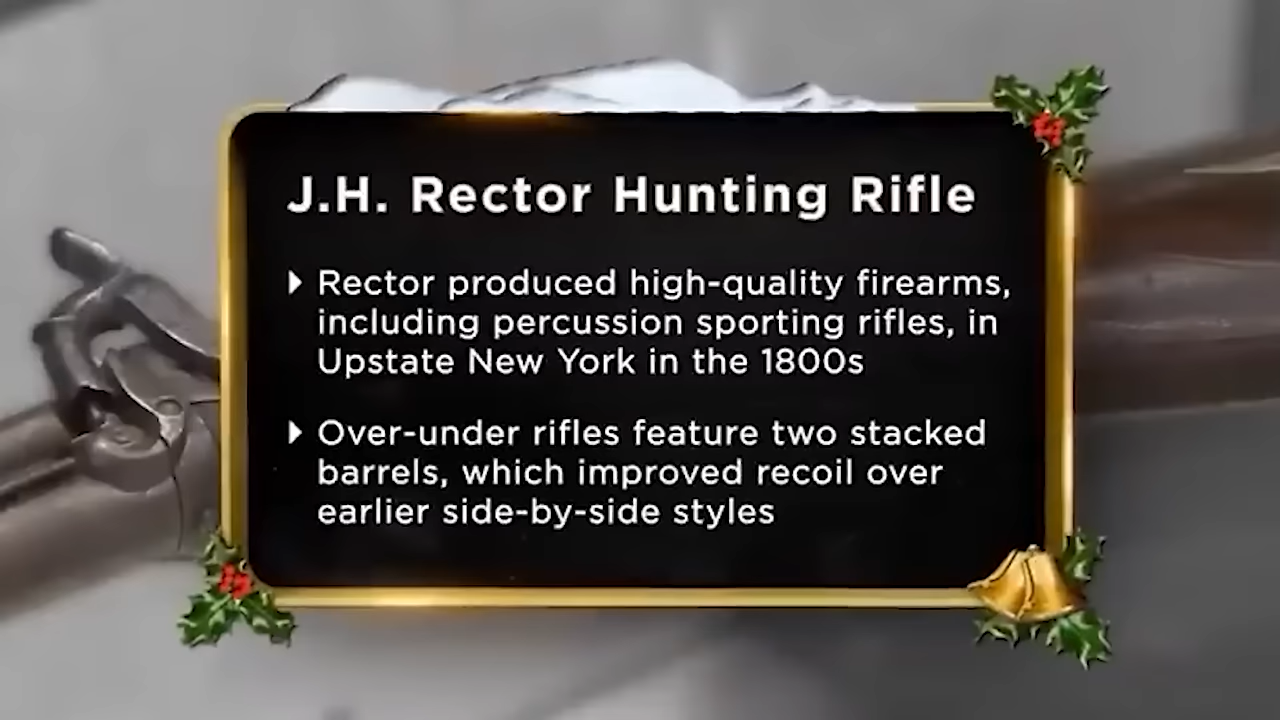 J.H. Rector Hunting Rifle
Rector produced high-quality firearms,
including percussion sporting rifles, in
Upstate New York in the 1800s
Over-under rifles feature two stacked
barrels, which improved recoil over
earlier side-by-side styles